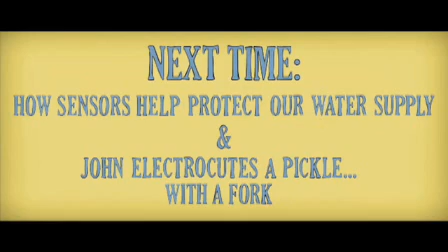 NEXT TIME:
HOW SENSORS HELP PROTECT OUR WATER SUPPLY
&
JOHN ELECTROCUTES A PICKLE...
WITH A FORK